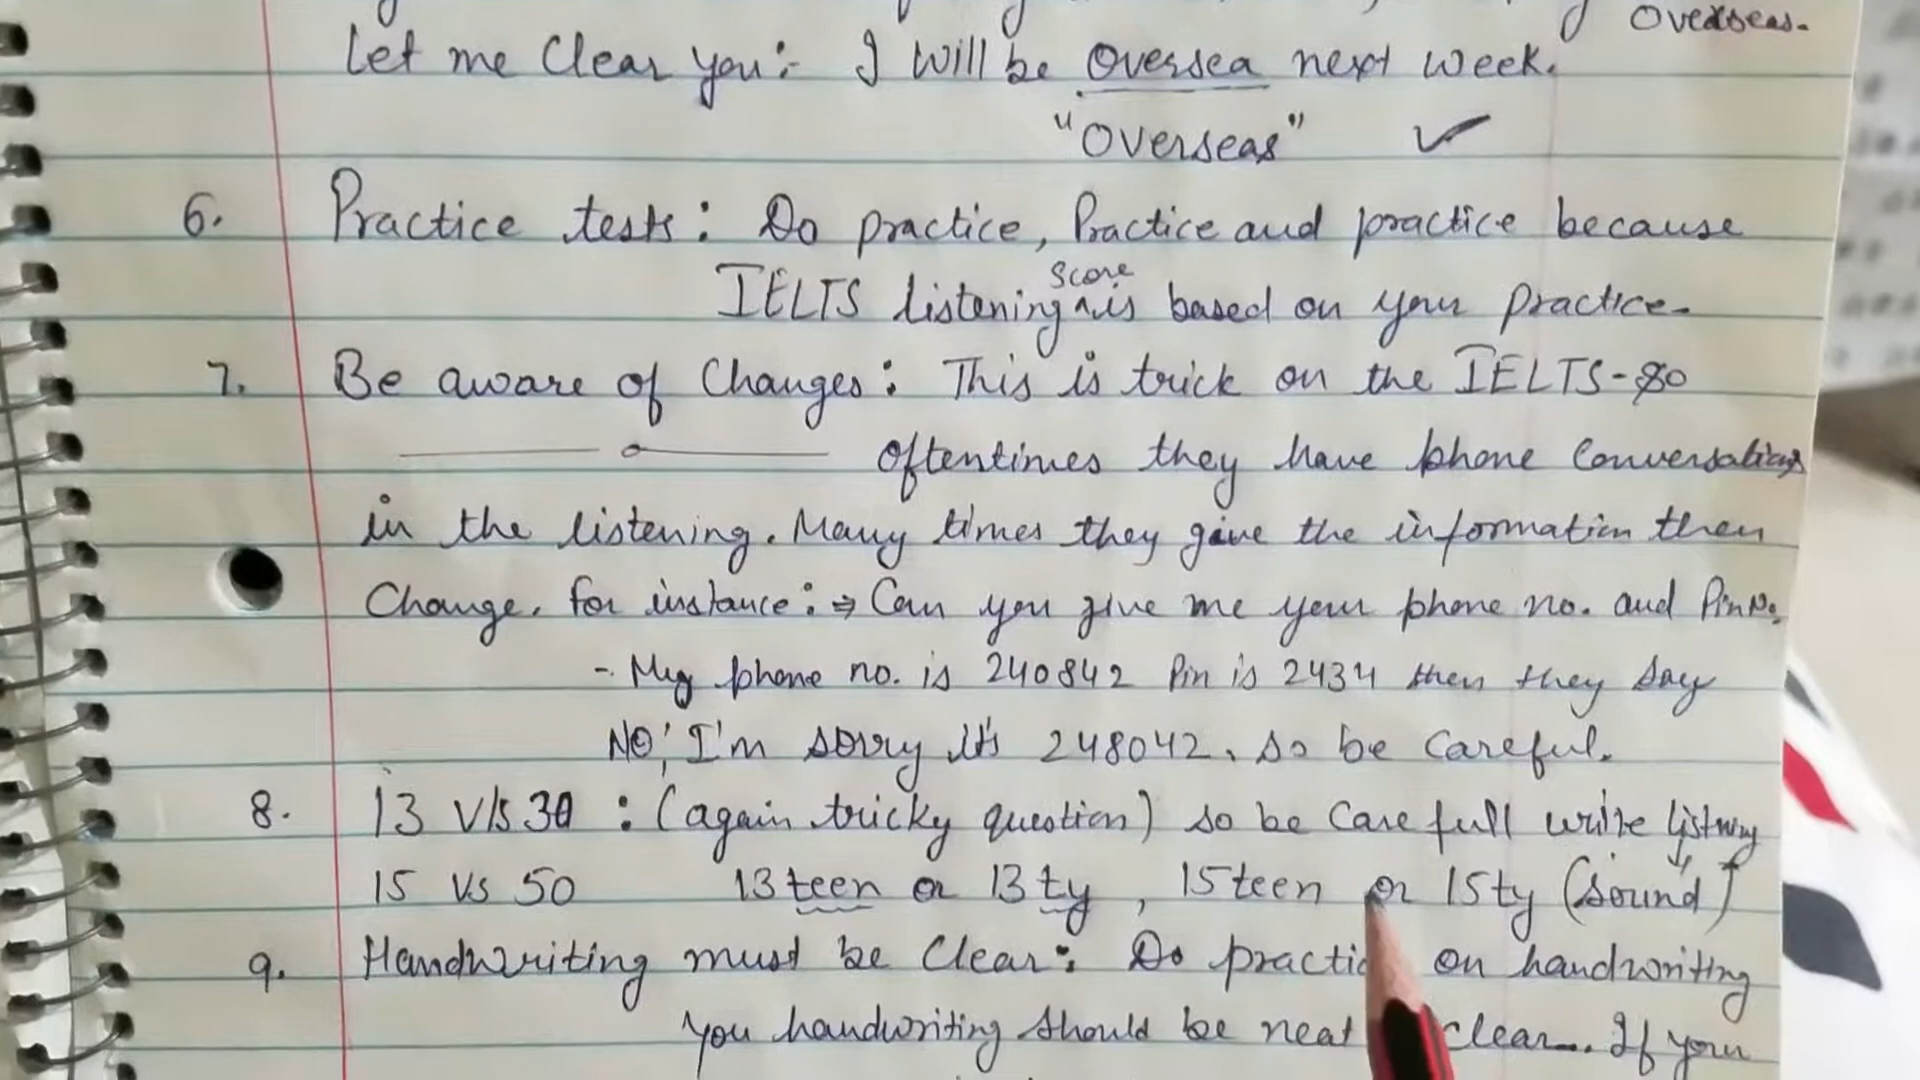 Overseas.
Let me Clear you:- I will be Oversea next week.
"Overseas" ✓
6. Practice tests: Do practice, Practice and practice because
Score
IELTS listening ^ is based on your practice.
7. Be aware of Changes: This is trick on the IELTS- so
oftentimes they have phone Conversations
in the listening. Many times they give the information then
Change. for instance: ⇒ Can you give me your phone no. and Pin No.
- My phone no. is 240842 Pin is 2434 then they say
NO, I'm sorry it's 248042. so be Careful.
8. 13 V/s 30 : (again tricky question) so be Care full write
15 vs 50 13teen or 13ty, 15teen or 15ty (sound)
9. Handwriting must be Clear: Do practic on handwriting
You handwriting should be neat clear. If your